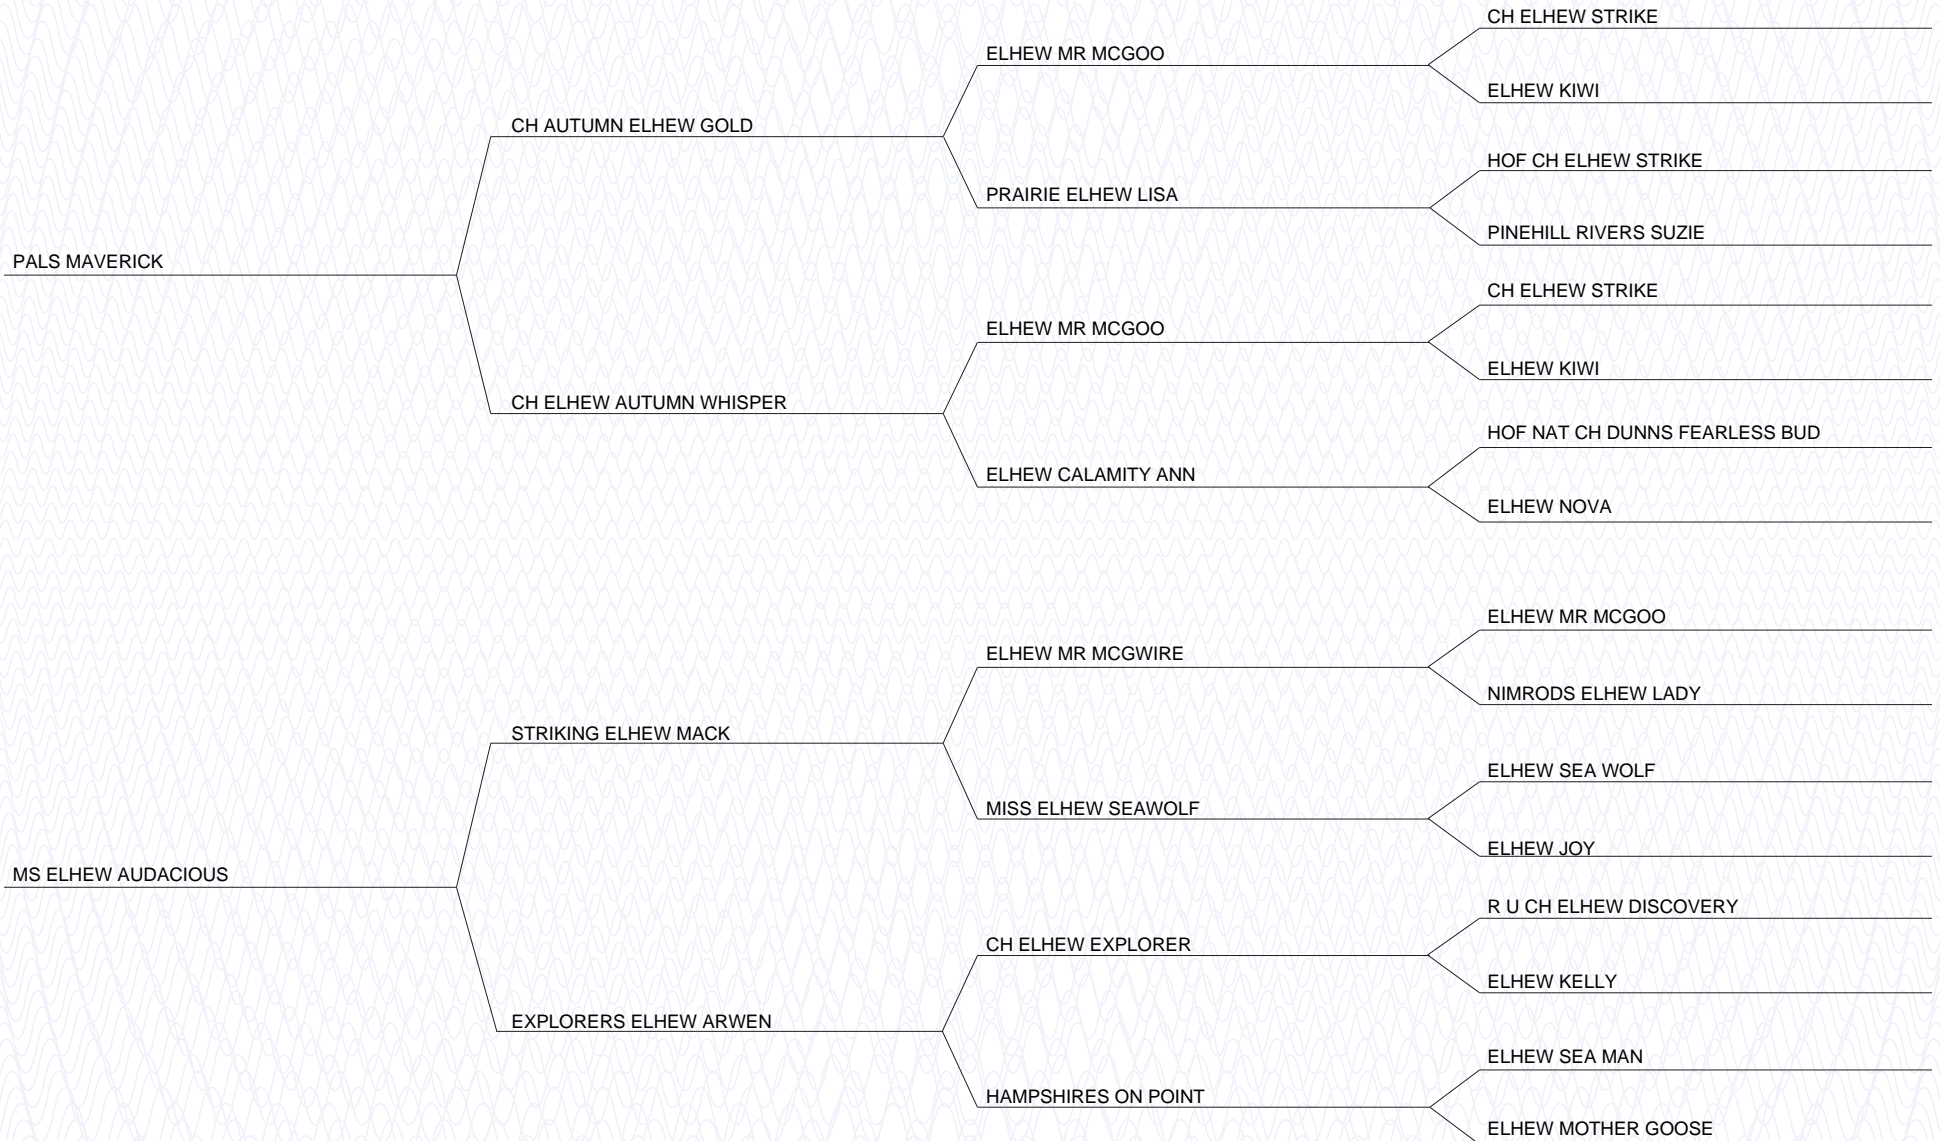 CH ELHEW STRIKE
ELHEW MR MCGOO
ELHEW KIWI
CH AUTUMN ELHEW GOLD
HOF CH ELHEW STRIKE
PRAIRIE ELHEW LISA
PINEHILL RIVERS SUZIE
PALS MAVERICK
CH ELHEW STRIKE
ELHEW MR MCGOO
ELHEW KIWI
CH ELHEW AUTUMN WHISPER
HOF NAT CH DUNNS FEARLESS BUD
ELHEW CALAMITY ANN
ELHEW NOVA
ELHEW MR MCGOO
ELHEW MR MCGWIRE
NIMRODS ELHEW LADY
STRIKING ELHEW MACK
ELHEW SEA WOLF
MISS ELHEW SEAWOLF
ELHEW JOY
MS ELHEW AUDACIOUS
R U CH ELHEW DISCOVERY
CH ELHEW EXPLORER
ELHEW KELLY
EXPLORERS ELHEW ARWEN
ELHEW SEA MAN
HAMPSHIRES ON POINT
ELHEW MOTHER GOOSE